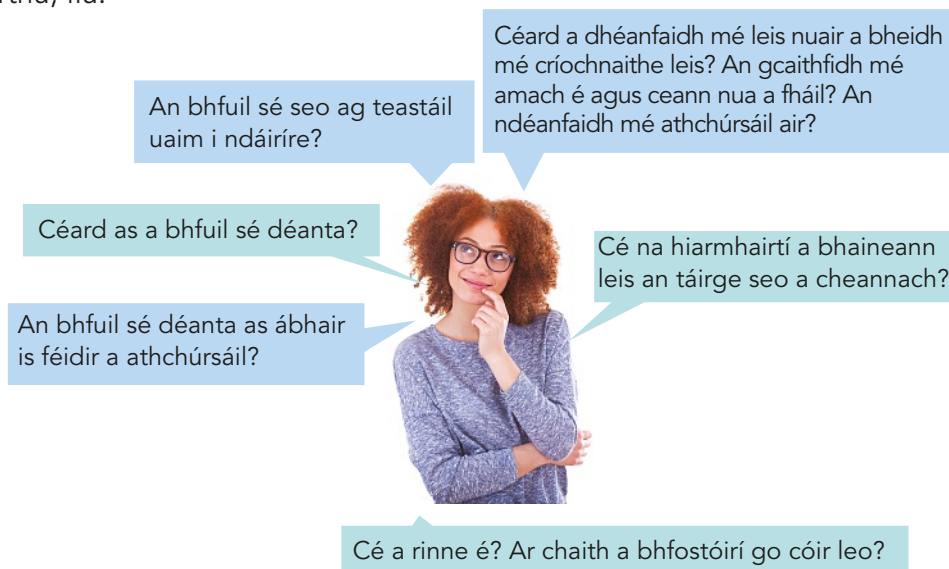 An bhfuil sé seo ag teastáil
uaim i ndáiríre?
Céard a dhéanfaidh mé leis nuair a bheidh
mé críochnaithe leis? An gcaithfidh mé
amach é agus ceann nua a fháil? An
ndéanfaidh mé athchúrsáil air?
Céard as a bhfuil sé déanta?
Cé na hiarmhairtí a bhaineann
leis an táirge seo a cheannach?
An bhfuil sé déanta as ábhair
is féidir a athchúrsáil?
Cé a rinne é? Ar chaith a bhfostóirí go cóir leo?